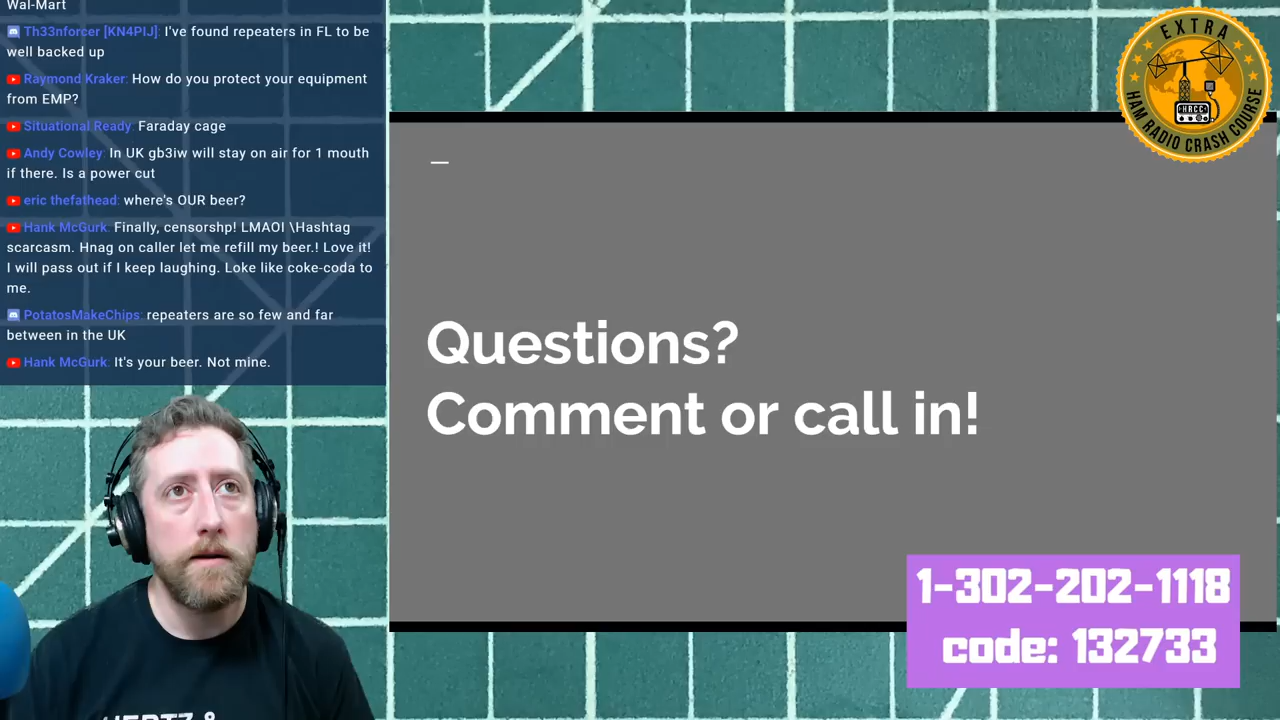 Wal-Mart
Th33nforcer [KN4PIJ]: I've found repeaters in FL to be
well backed up
Raymond Kraker: How do you protect your equipment
from EMP?
Situational Ready: Faraday cage
Andy Cowley: In UK gb3iw will stay on air for 1 mouth
if there. Is a power cut
eric thefathead: where's OUR beer?
Hank McGurk: Finally, censorshp! LMAOI \Hashtag
scarcasm. Hnag on caller let me refill my beer.! Love it!
I will pass out if I keep laughing. Loke like coke-coda to
me.
PotatosMakeChips: repeaters are so few and far
between in the UK
Hank McGurk: It's your beer. Not mine.
EXTRA
HRCC
HAM RADIO CRASH COURSE
Questions?
Comment or call in!
1-302-202-1118
code: 132733
HERTZ &